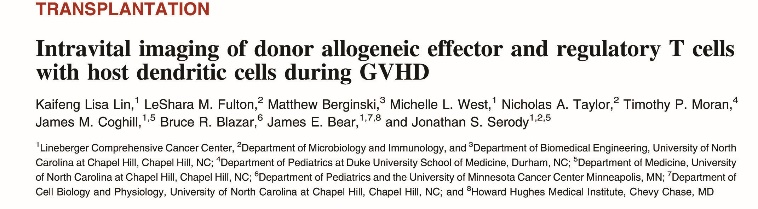 TRANSPLANTATION
Intravital imaging of donor allogeneic effector and regulatory T cells
with host dendritic cells during GVHD
Kaifeng Lisa Lin,¹ LeShara M. Fulton,² Matthew Berginski,³ Michelle L. West,¹ Nicholas A. Taylor,² Timothy P. Moran,⁴
James M. Coghill,¹,⁵ Bruce R. Blazar,⁶ James E. Bear,¹,⁷,⁸ and Jonathan S. Serody¹,²,⁵
¹Lineberger Comprehensive Cancer Center, ²Department of Microbiology and Immunology, and ³Department of Biomedical Engineering, University of North
Carolina at Chapel Hill, Chapel Hill, NC; ⁴Department of Pediatrics at Duke University School of Medicine, Durham, NC; ⁵Department of Medicine, University
of North Carolina at Chapel Hill, Chapel Hill, NC; ⁶Department of Pediatrics and the University of Minnesota Cancer Center Minneapolis, MN; ⁷Department of
Cell Biology and Physiology, University of North Carolina at Chapel Hill, Chapel Hill, NC; and ⁸Howard Hughes Medical Institute, Chevy Chase, MD